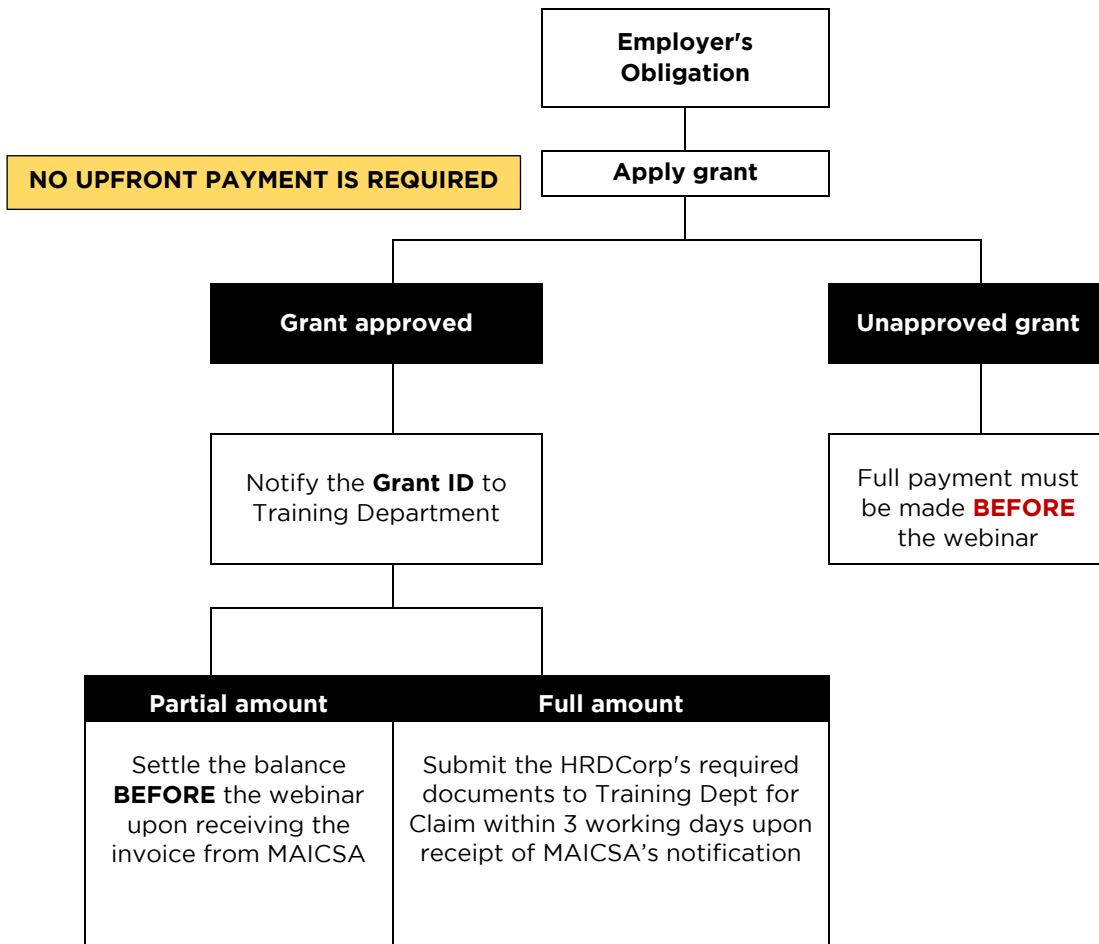 Employer's
Obligation
NO UPFRONT PAYMENT IS REQUIRED
Apply grant
Grant approved
Unapproved grant
Notify the Grant ID to
Training Department
Full payment must
be made BEFORE
the webinar
Partial amount
Full amount
Settle the balance
BEFORE the webinar
upon receiving the
invoice from MAICSA
Submit the HRDCorp's required
documents to Training Dept for
Claim within 3 working days upon
receipt of MAICSA’s notification